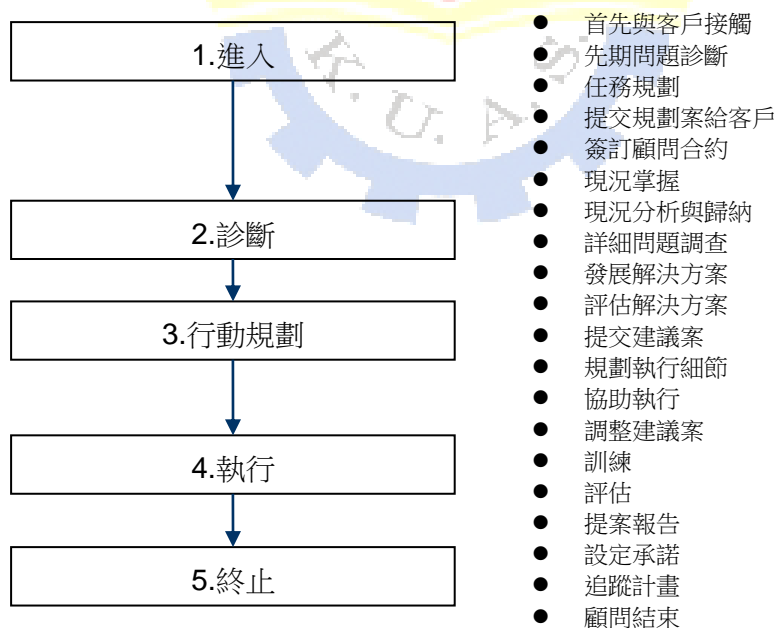 1.進入
2.診斷
3.行動規劃
4.執行
5.終止
● 首先與客戶接觸
● 先期問題診斷
● 任務規劃
● 提交規劃案給客戶
● 簽訂顧問合約
● 現況掌握
● 現況分析與歸納
● 詳細問題調查
● 發展解決方案
● 評估解決方案
● 提交建議案
● 規劃執行細節
● 協助執行
● 調整建議案
● 訓練
● 評估
● 提案報告
● 設定承諾
● 追蹤計畫
● 顧問結束
K.U.A.S